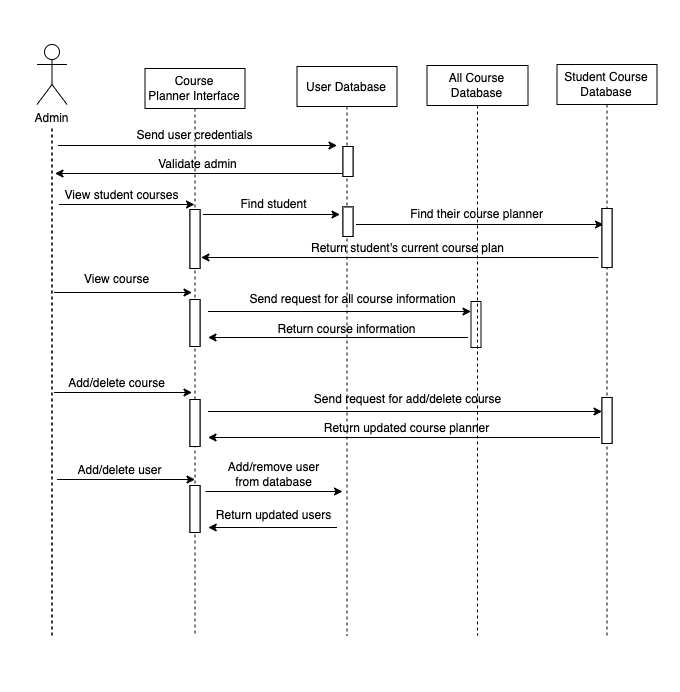 Admin
Course
Planner Interface
User Database
All Course
Database
Student Course
Database
Send user credentials
Validate admin
View student courses
Find student
Find their course planner
Return student's current course plan
View course
Send request for all course information
Return course information
Add/delete course
Send request for add/delete course
Return updated course planner
Add/delete user
Add/remove user
from database
Return updated users